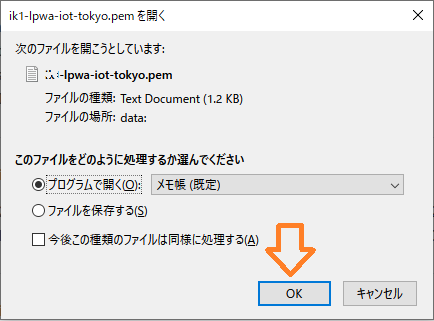 ik1-lpwa-iot-tokyo.pem を開く
次のファイルを開こうとしています:
ik1-lpwa-iot-tokyo.pem
ファイルの種類: Text Document (1.2 KB)
ファイルの場所: data:
このファイルをどのように処理するか選んでください
プログラムで開く(O): メモ帳 (既定)
ファイルを保存する(S)
今後この種類のファイルは同様に処理する(A)
OK キャンセル